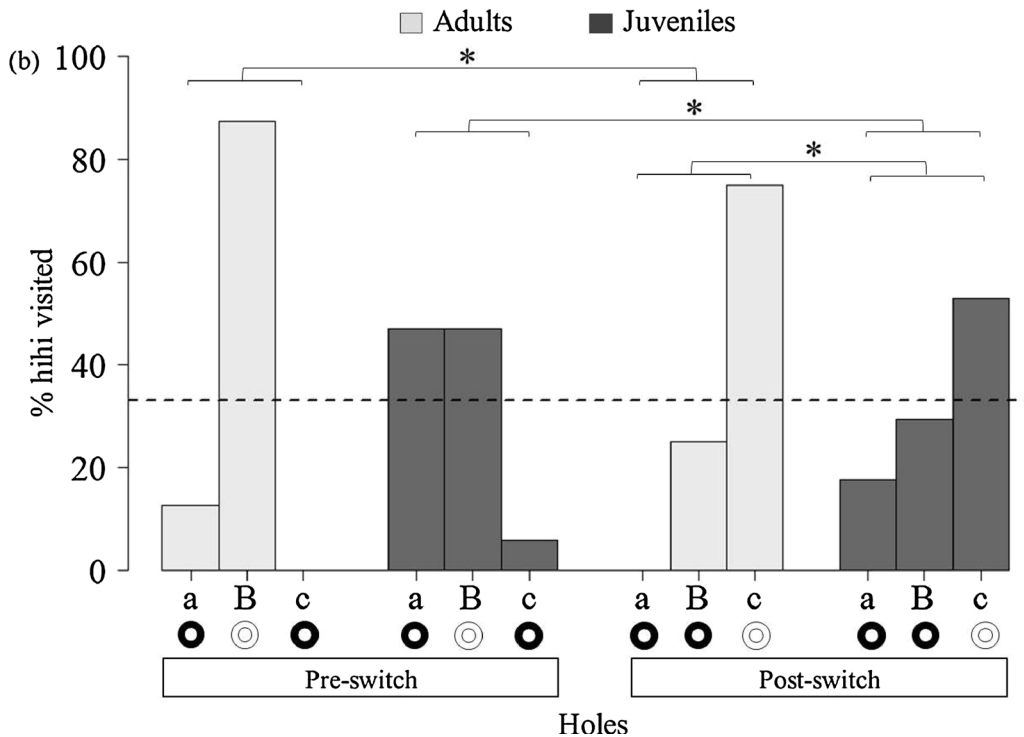 Adults Juveniles
(b)
100
80
60
40
20
0
% hihi visited
* * *
a B c a B c a B c a B c
Pre-switch Post-switch
Holes